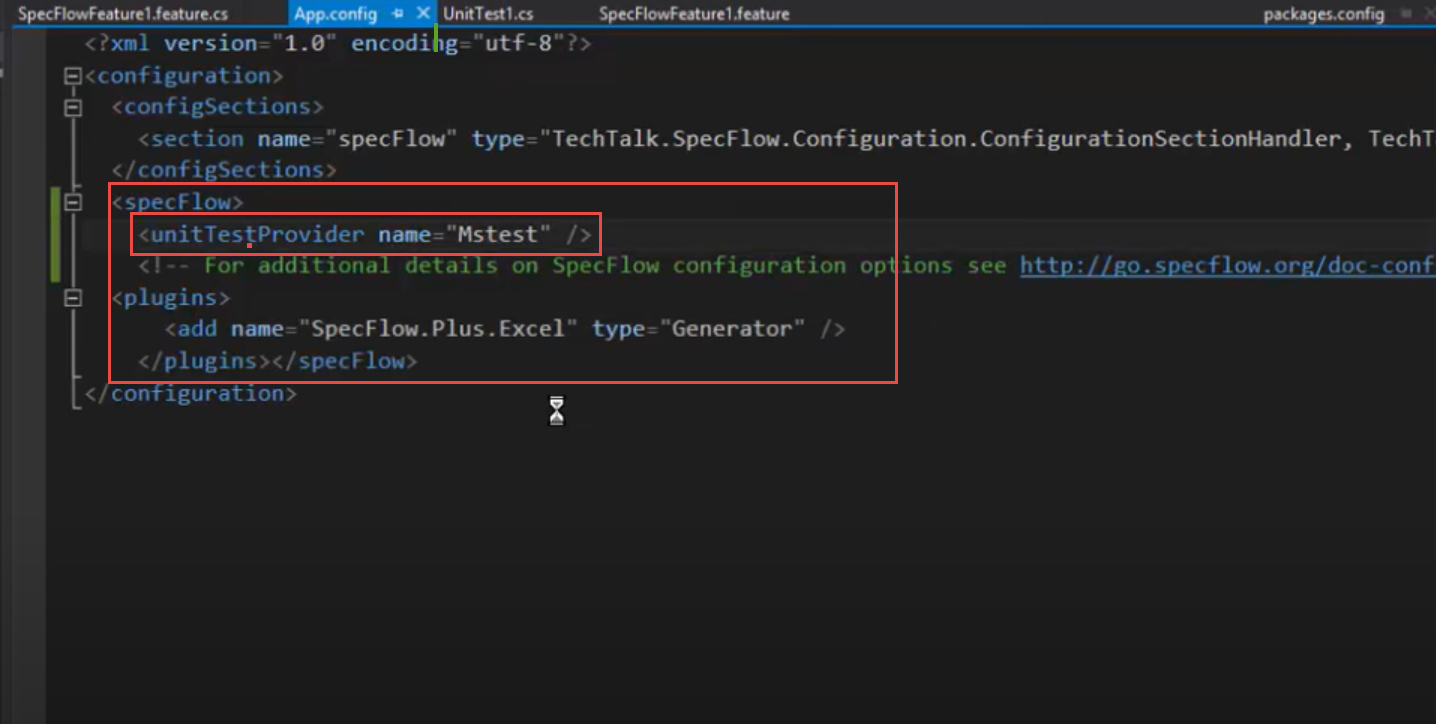 SpecFlowFeature1.feature.cs App.config UnitTest1.cs SpecFlowFeature1.feature packages.config
<?xml version="1.0" encoding="utf-8"?>
<configuration>
<configSections>
<section name="specFlow" type="TechTalk.SpecFlow.Configuration.ConfigurationSectionHandler, TechT
</configSections>
<specFlow>
<unitTestProvider name="Mstest" />
<!-- For additional details on SpecFlow configuration options see http://go.specflow.org/doc-conf
<plugins>
<add name="SpecFlow.Plus.Excel" type="Generator" />
</plugins></specFlow>
</configuration>